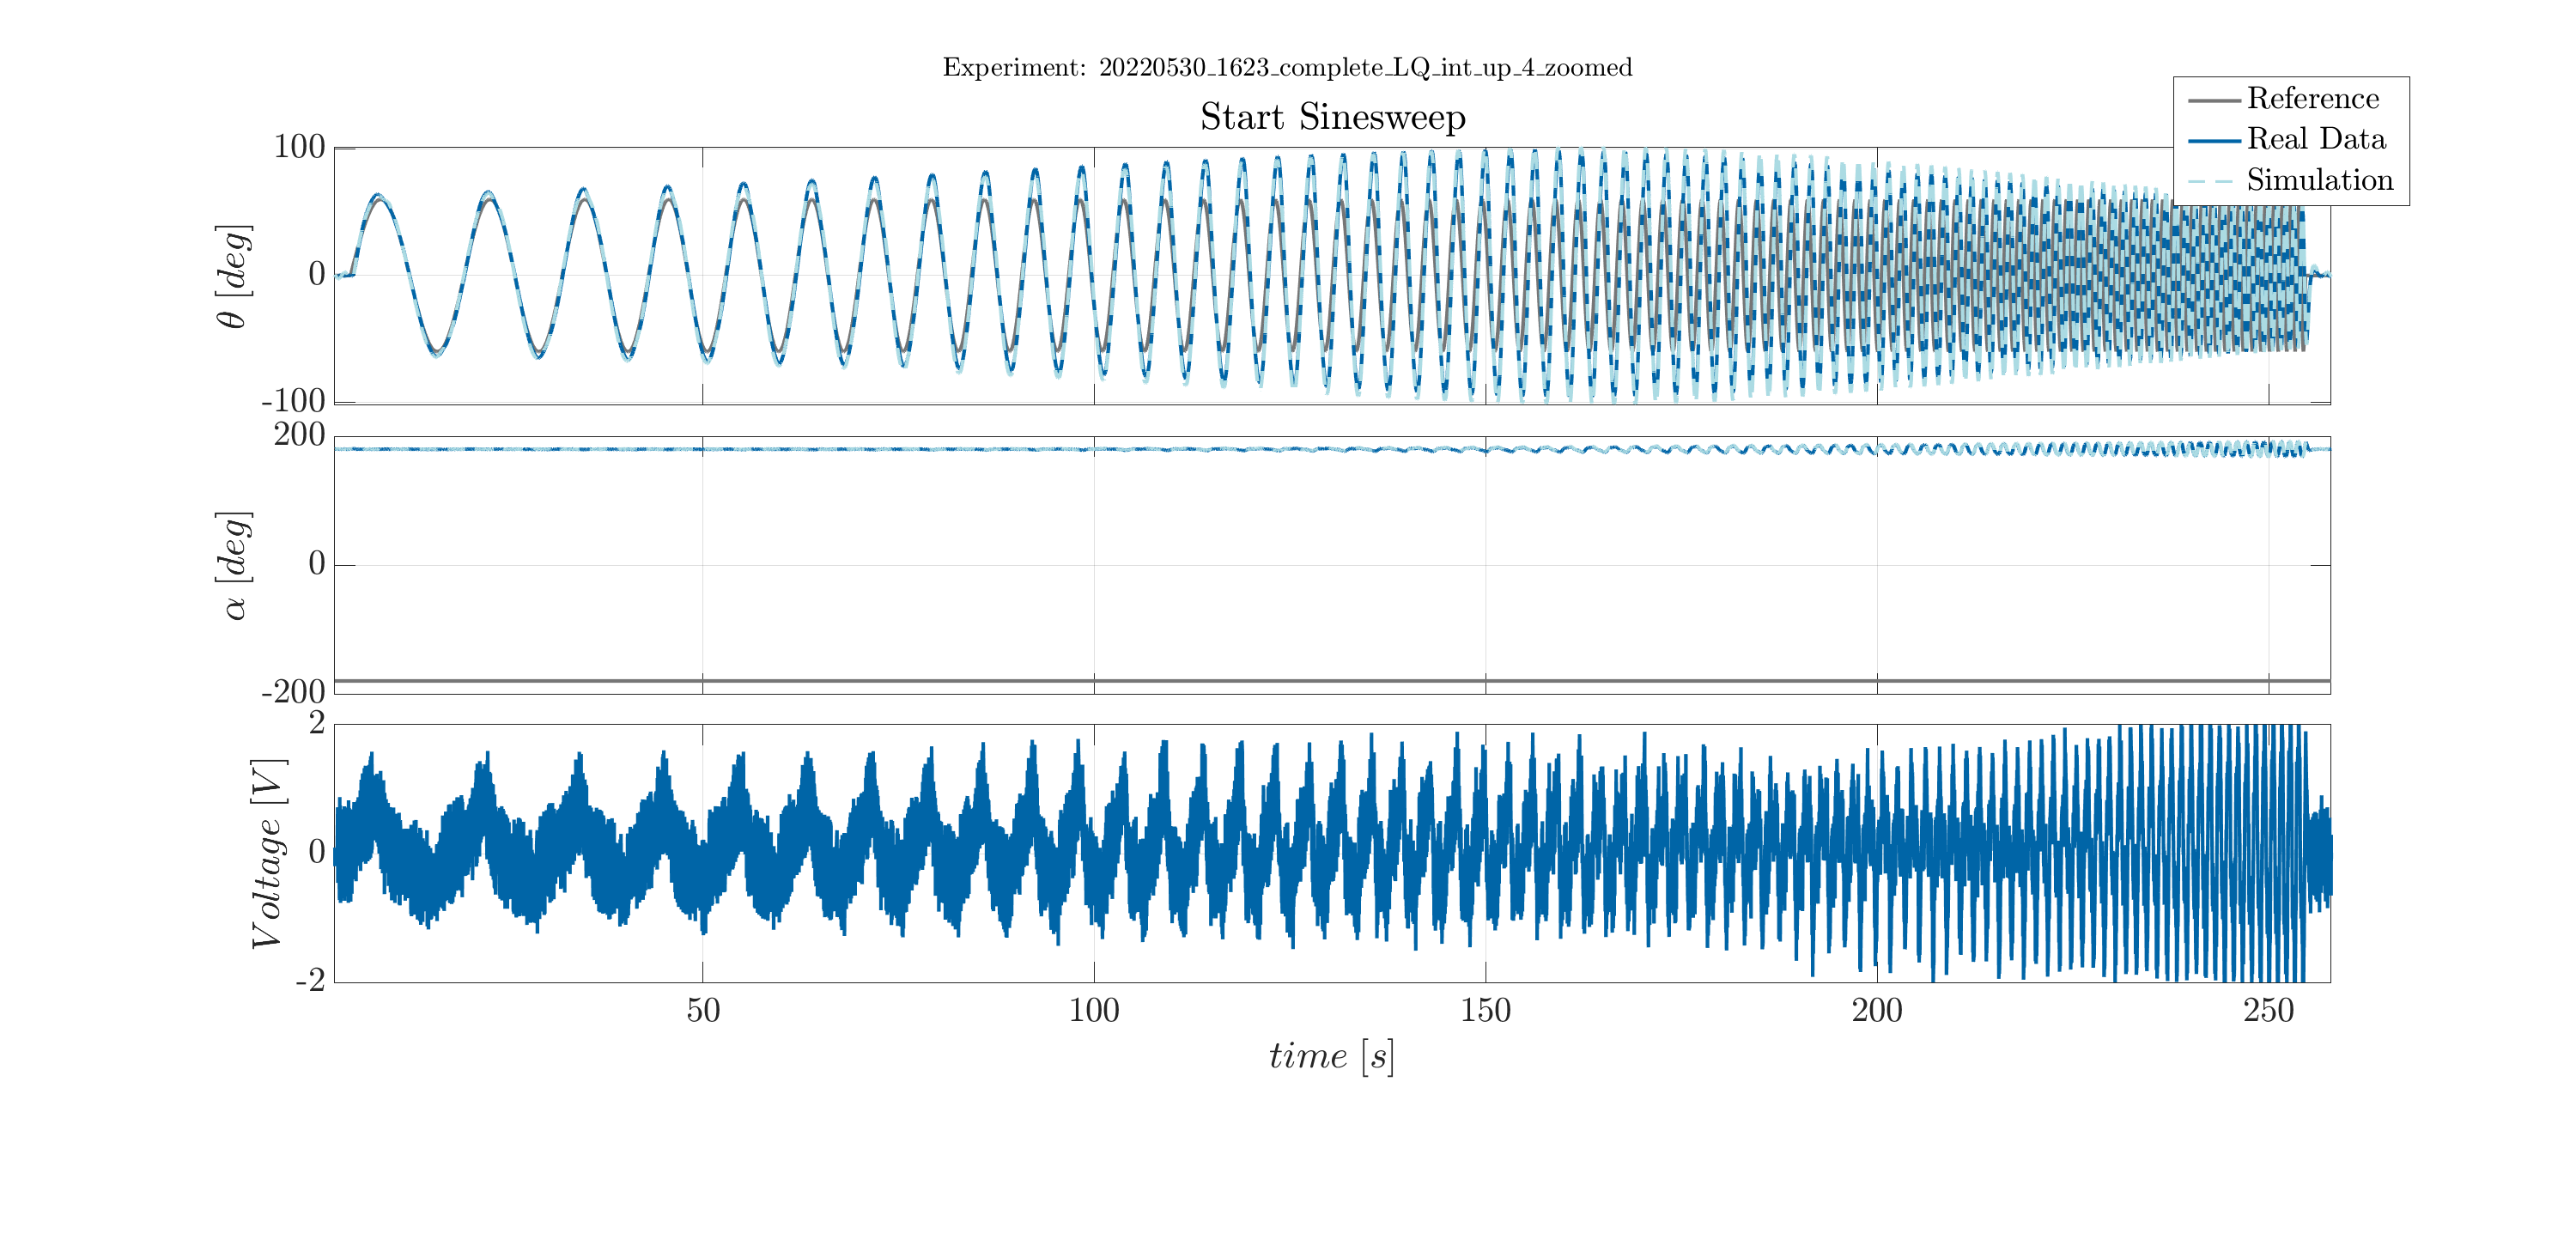 Experiment: 20220530_1623_complete_LQ_int_up_4_zoomed
Start Sinesweep
Reference
Real Data
Simulation
100
0
-100
θ [deg]
200
0
-200
α [deg]
2
0
-2
Voltage [V]
50 100 150 200 250
time [s]